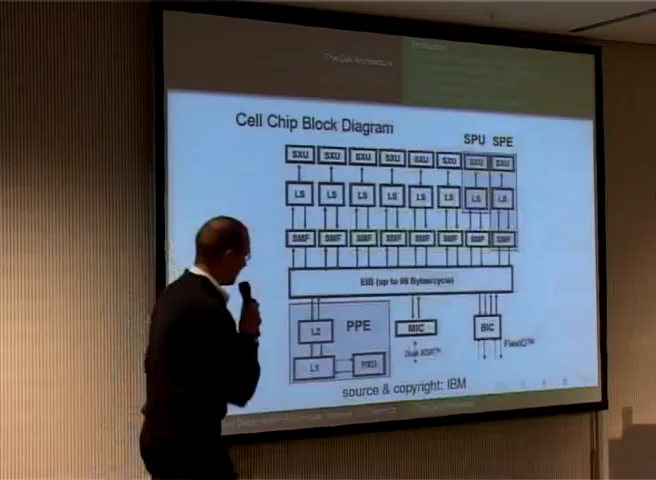 The Cell Architecture
Cell Chip Block Diagram
SPU SPE
SXU SXU SXU SXU SXU SXU SXU SXU
LS LS LS LS LS LS LS LS
SMF SMF SMF SMF SMF SMF SMF SMF
EIB (up to 96 Bytes/cycle)
L2 PPE MIC BIC
Dual XDR™ FlexIO™
L1 PXU
source & copyright: IBM